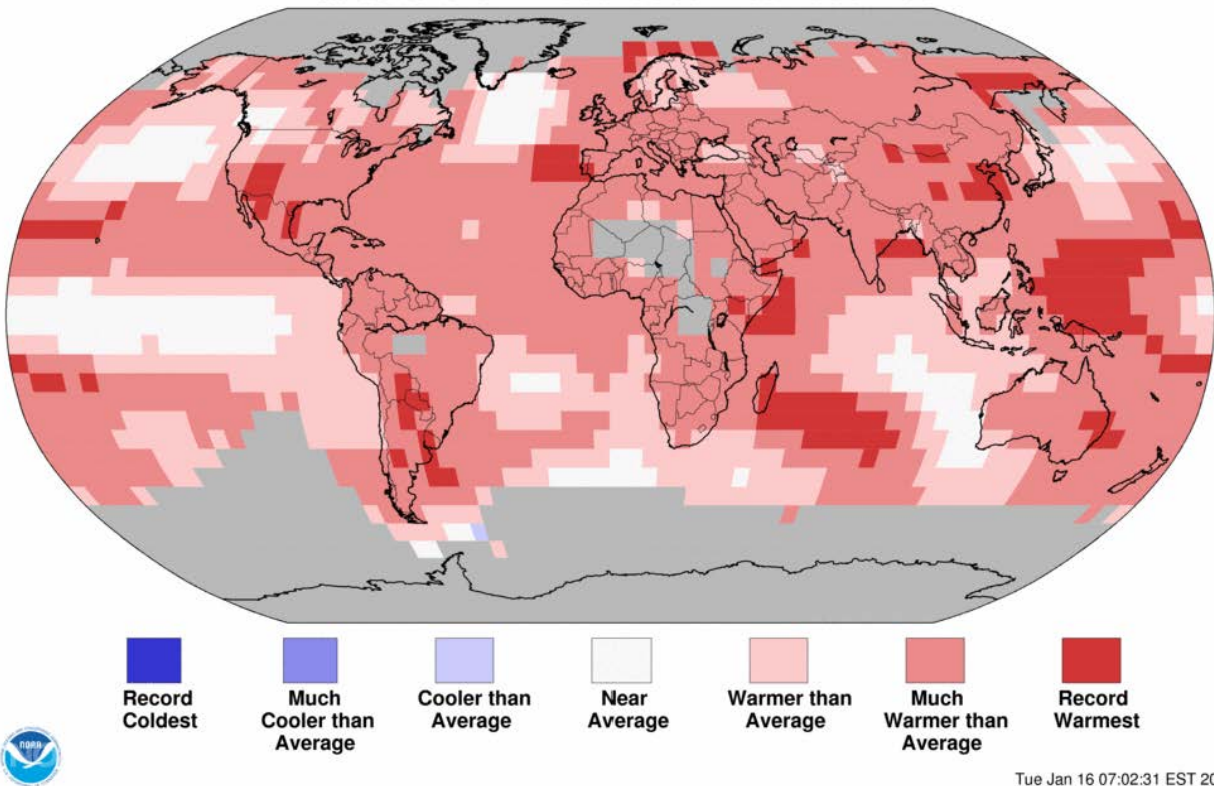 Record
Coldest
Much
Cooler than
Average
Cooler than
Average
Near
Average
Warmer than
Average
Much
Warmer than
Average
Record
Warmest
NOAA
Tue Jan 16 07:02:31 EST 20